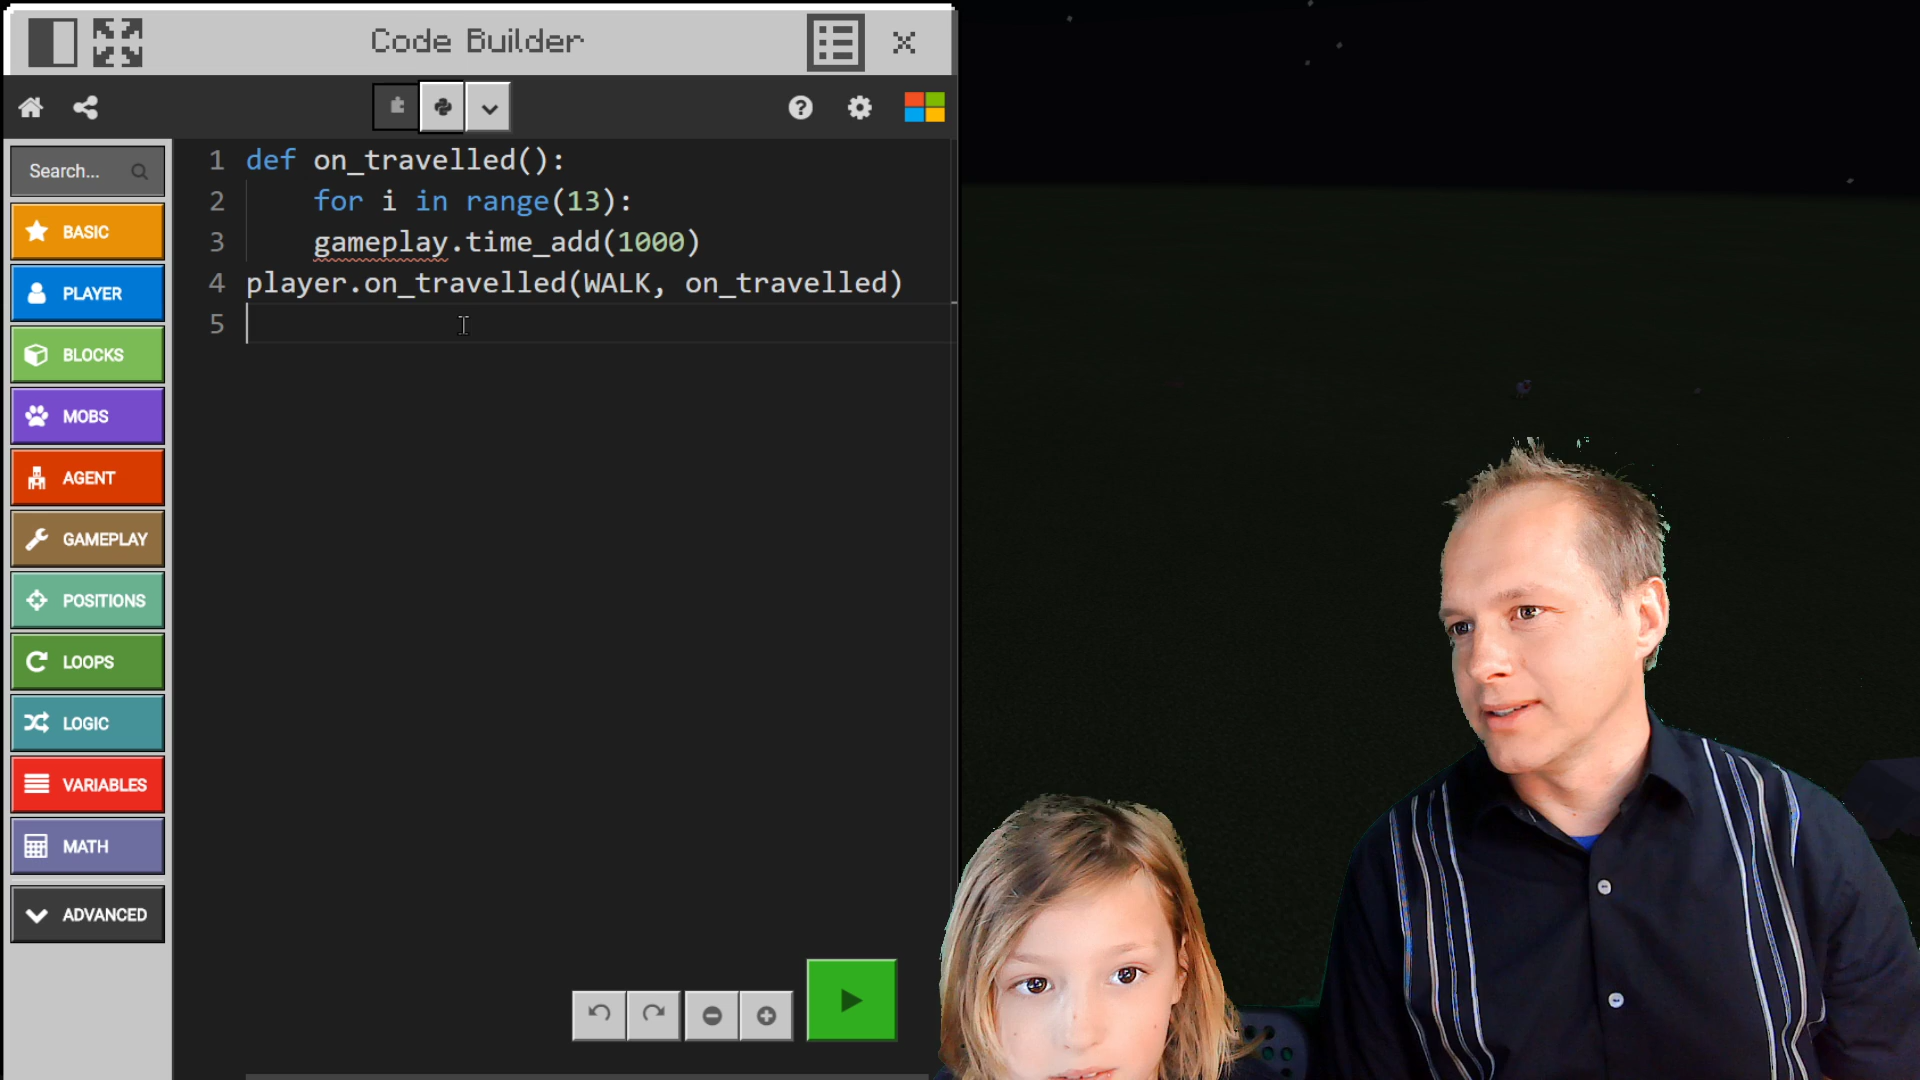 Code Builder
Search...
BASIC
PLAYER
BLOCKS
MOBS
AGENT
GAMEPLAY
POSITIONS
LOOPS
LOGIC
VARIABLES
MATH
ADVANCED
1 def on_travelled():
2 for i in range(13):
3 gameplay.time_add(1000)
4 player.on_travelled(WALK, on_travelled)
5